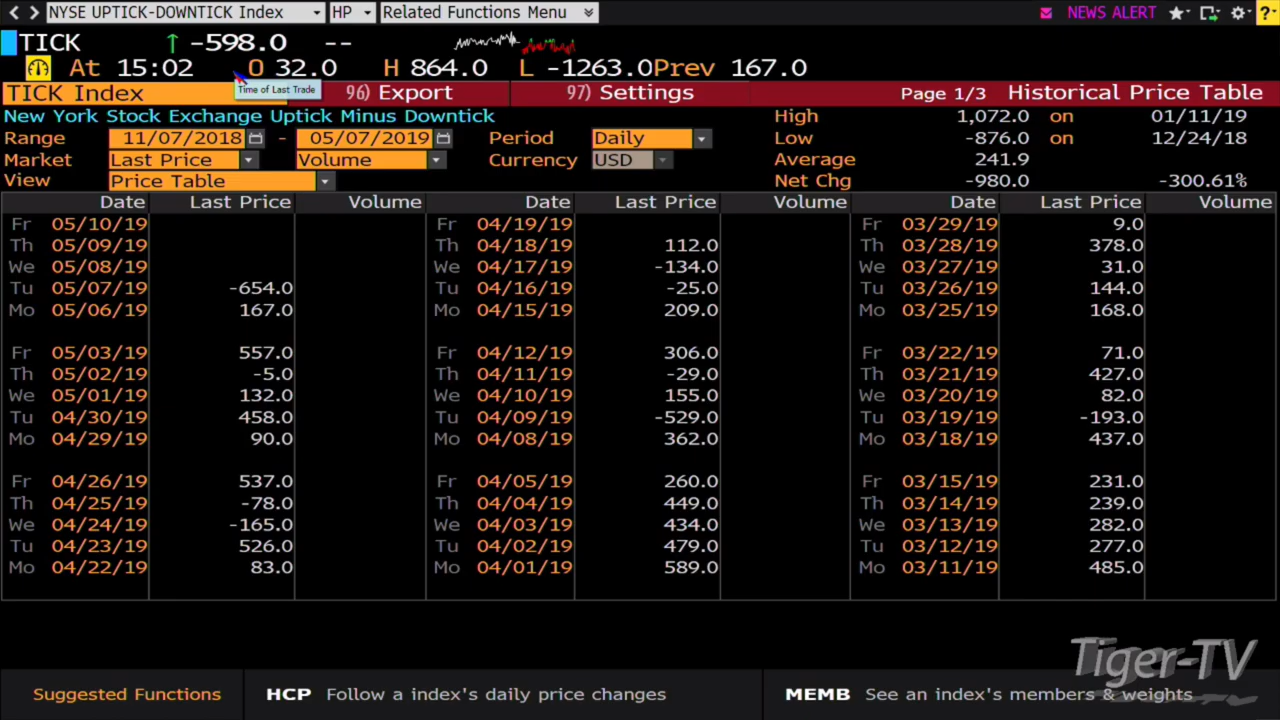 NYSE UPTICK-DOWNTICK Index HP Related Functions Menu NEWS ALERT ?
TICK ↑ -598.0 --
At 15:02 O 32.0 H 864.0 L -1263.0 Prev 167.0
Time of Last Trade
TICK Index 96) Export 97) Settings Page 1/3 Historical Price Table
New York Stock Exchange Uptick Minus Downtick High 1,072.0 on 01/11/19
Range 11/07/2018 - 05/07/2019 Period Daily Low -876.0 on 12/24/18
Market Last Price Volume Currency USD Average 241.9
View Price Table Net Chg -980.0 -300.61%
Date Last Price Volume Date Last Price Volume Date Last Price Volume
Fr 05/10/19 Fr 04/19/19 Fr 03/29/19 9.0
Th 05/09/19 Th 04/18/19 112.0 Th 03/28/19 378.0
We 05/08/19 We 04/17/19 -134.0 We 03/27/19 31.0
Tu 05/07/19 -654.0 Tu 04/16/19 -25.0 Tu 03/26/19 144.0
Mo 05/06/19 167.0 Mo 04/15/19 209.0 Mo 03/25/19 168.0
Fr 05/03/19 557.0 Fr 04/12/19 306.0 Fr 03/22/19 71.0
Th 05/02/19 -5.0 Th 04/11/19 -29.0 Th 03/21/19 427.0
We 05/01/19 132.0 We 04/10/19 155.0 We 03/20/19 82.0
Tu 04/30/19 458.0 Tu 04/09/19 -529.0 Tu 03/19/19 -193.0
Mo 04/29/19 90.0 Mo 04/08/19 362.0 Mo 03/18/19 437.0
Fr 04/26/19 537.0 Fr 04/05/19 260.0 Fr 03/15/19 231.0
Th 04/25/19 -78.0 Th 04/04/19 449.0 Th 03/14/19 239.0
We 04/24/19 -165.0 We 04/03/19 434.0 We 03/13/19 282.0
Tu 04/23/19 526.0 Tu 04/02/19 479.0 Tu 03/12/19 277.0
Mo 04/22/19 83.0 Mo 04/01/19 589.0 Mo 03/11/19 485.0
Tiger-TV
Suggested Functions HCP Follow a index's daily price changes MEMB See an index's members & weights